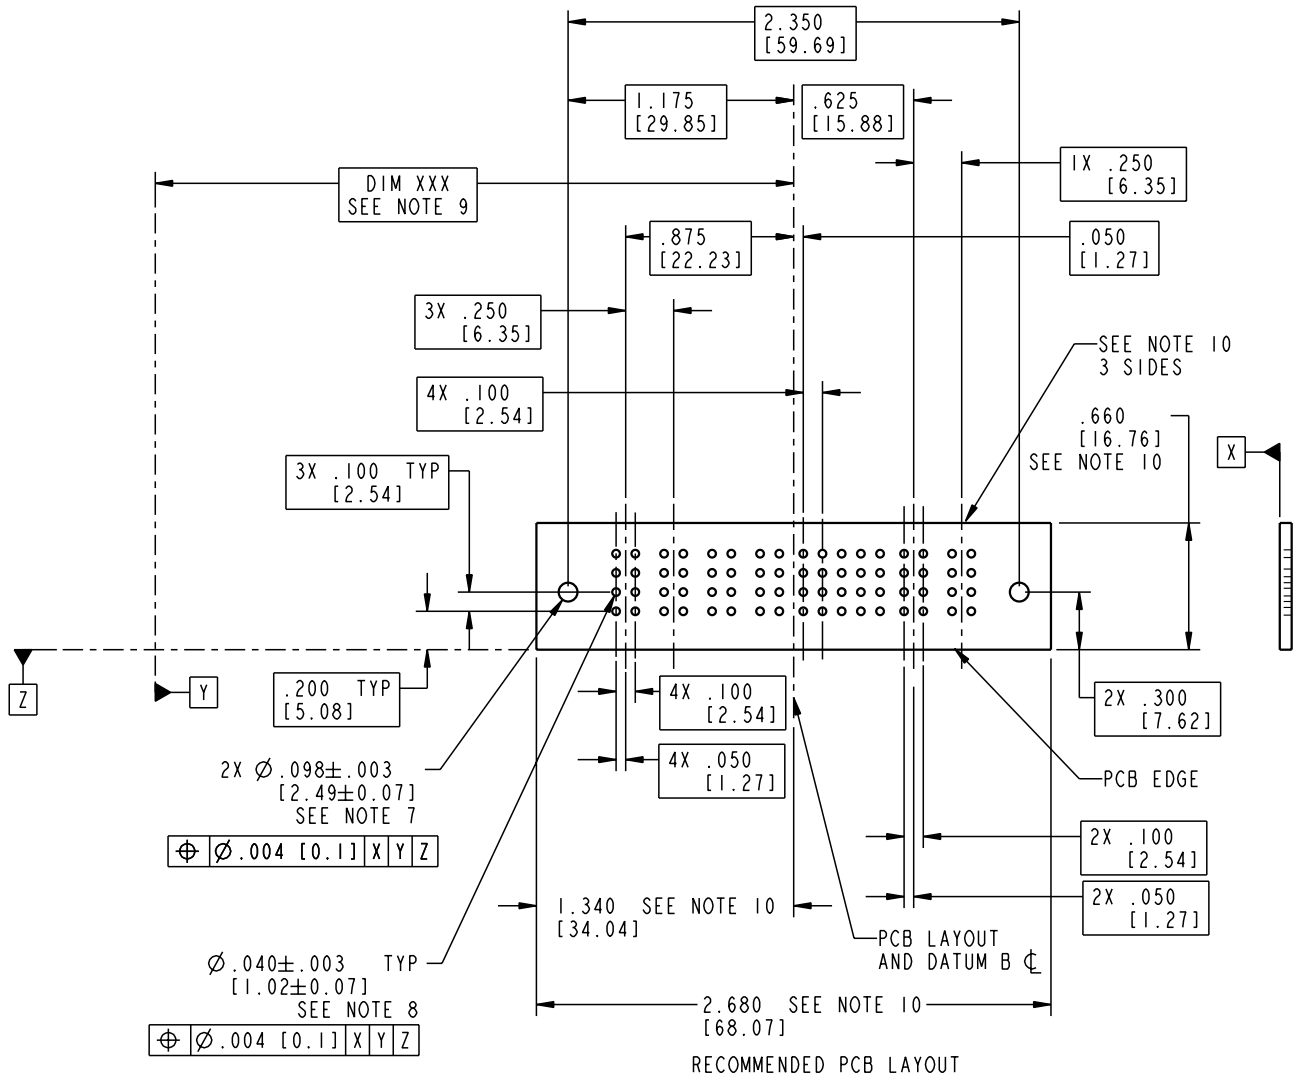 2.350
[59.69]
1.175
[29.85]
.625
[15.88]
1X .250
[6.35]
DIM XXX
SEE NOTE 9
.875
[22.23]
.050
[1.27]
3X .250
[6.35]
SEE NOTE 10
3 SIDES
4X .100
[2.54]
.660
[16.76]
SEE NOTE 10
X
3X .100 TYP
[2.54]
Z
Y
.200 TYP
[5.08]
4X .100
[2.54]
2X .300
[7.62]
4X .050
[1.27]
2X Ø .098±.003
[2.49±0.07]
SEE NOTE 7
⌖ Ø.004 [0.1] X Y Z
PCB EDGE
2X .100
[2.54]
2X .050
[1.27]
1.340 SEE NOTE 10
[34.04]
PCB LAYOUT
AND DATUM B ℄
Ø.040±.003 TYP
[1.02±0.07]
SEE NOTE 8
⌖ Ø.004 [0.1] X Y Z
2.680 SEE NOTE 10
[68.07]
RECOMMENDED PCB LAYOUT